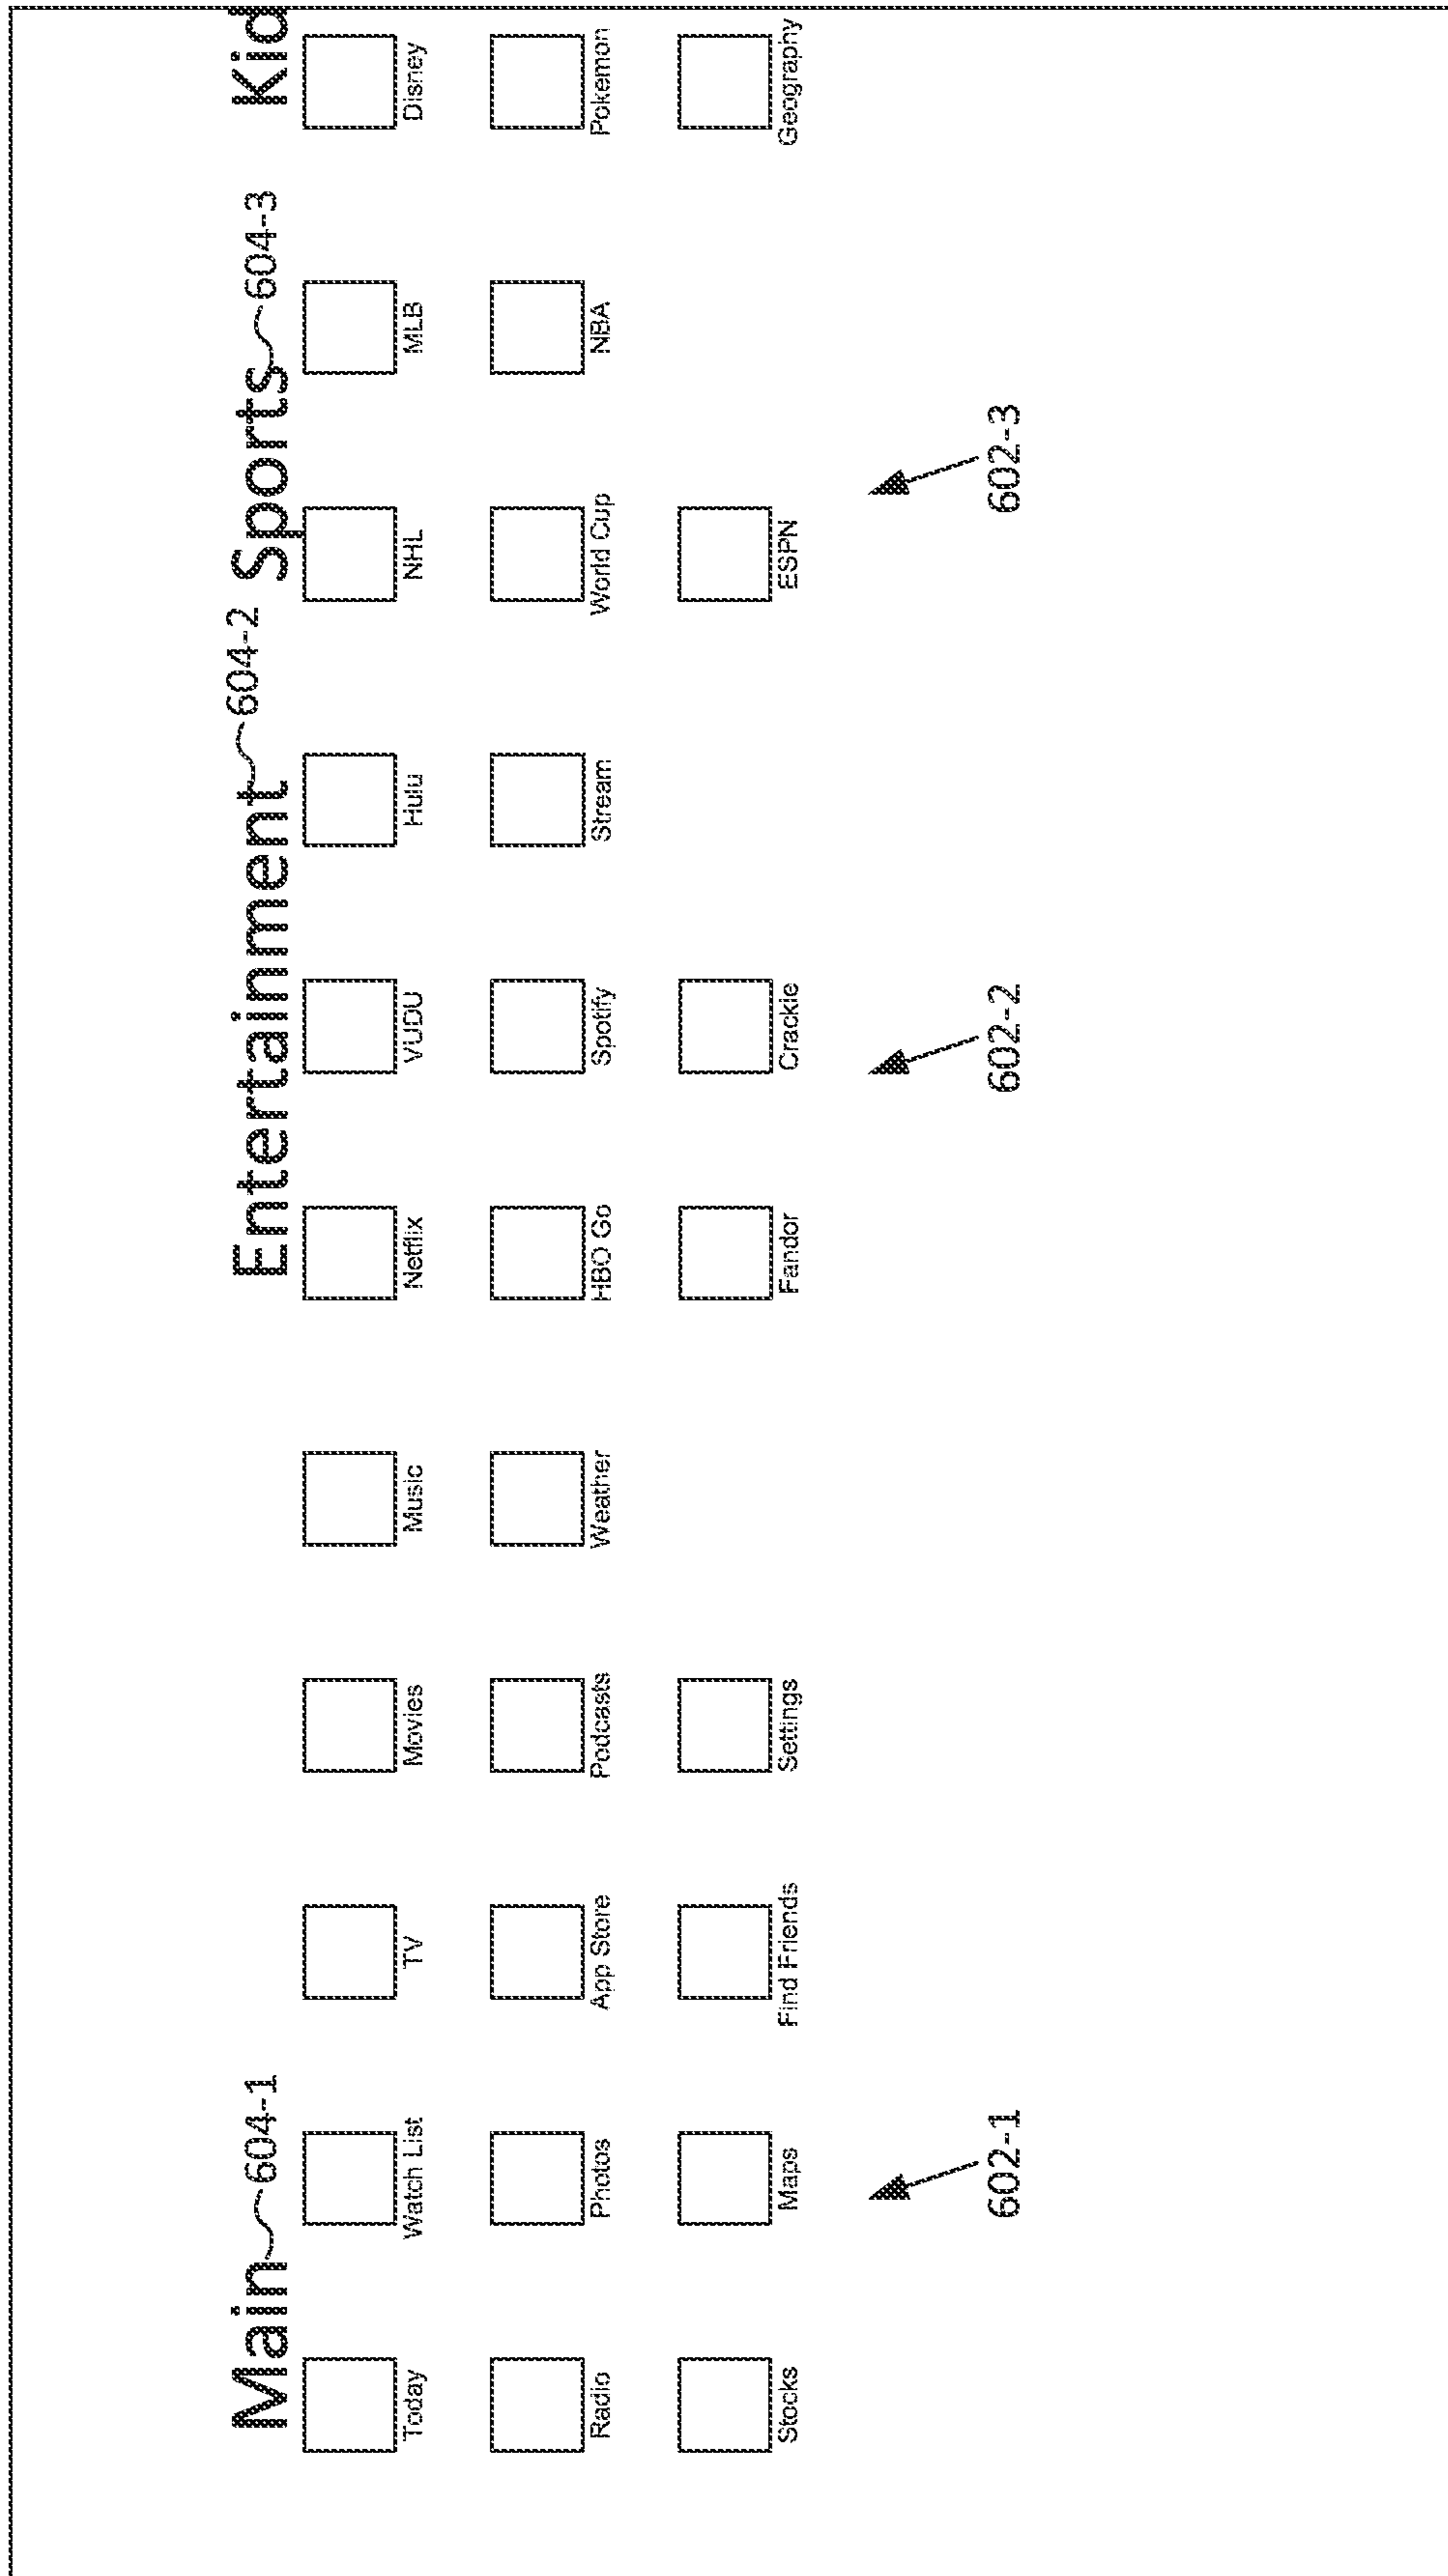 Main 604-1 Entertainment 604-2 Sports 604-3 Kid
Today Watch List TV Movies Music Netflix VUDU Hulu NHL MLB Disney
Radio Photos App Store Podcasts Weather HBO Go Spotify Stream World Cup NBA Pokemon
Stocks Maps Find Friends Settings Fandor Crackle ESPN Geography
602-1 602-2 602-3